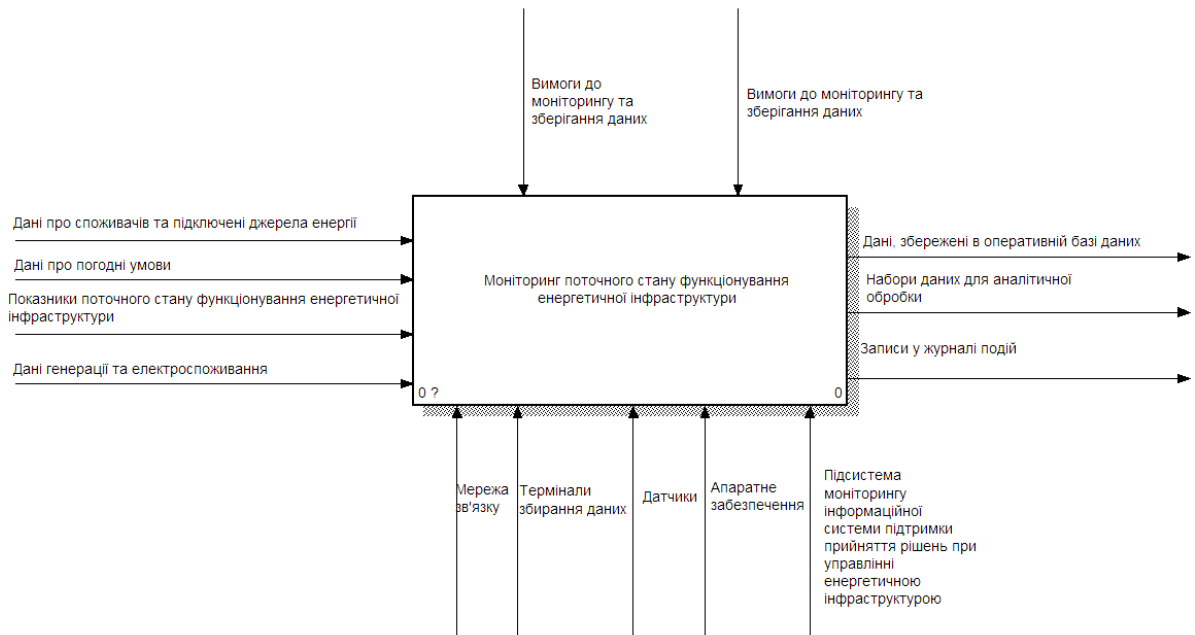 Вимоги до
моніторингу та
зберігання даних
Вимоги до моніторингу та
зберігання даних
Дані про споживачів та підключені джерела енергії
Дані про погодні умови
Показники поточного стану функціонування енергетичної
інфраструктури
Дані генерації та електроспоживання
Моніторинг поточного стану функціонування
енергетичної інфраструктури
0 ?
0
Дані, збережені в оперативній базі даних
Набори даних для аналітичної
обробки
Записи у журналі подій
Мережа
зв'язку
Термінали
збирання даних
Датчики
Апаратне
забезпечення
Підсистема
моніторингу
інформаційної
системи підтримки
прийняття рішень при
управлінні
енергетичною
інфраструктурою